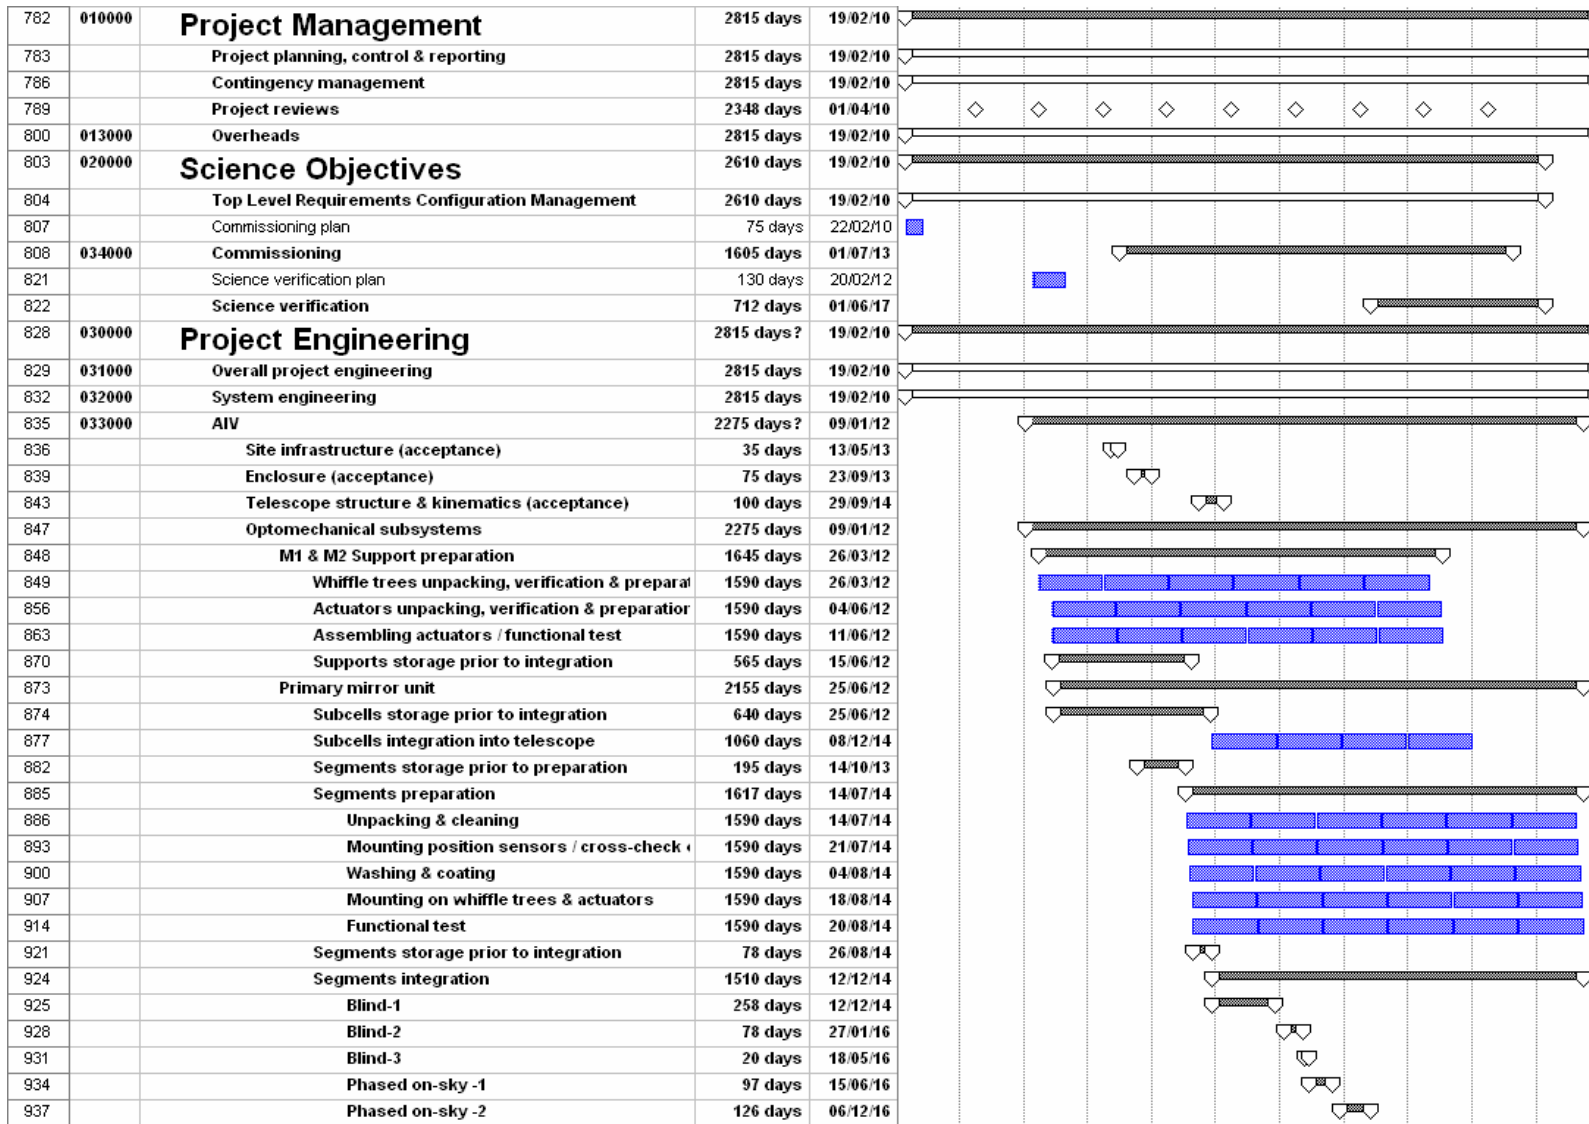 782 010000 Project Management 2815 days 19/02/10
783 Project planning, control & reporting 2815 days 19/02/10
786 Contingency management 2815 days 19/02/10
789 Project reviews 2348 days 01/04/10
800 013000 Overheads 2815 days 19/02/10
803 020000 Science Objectives 2610 days 19/02/10
804 Top Level Requirements Configuration Management 2610 days 19/02/10
807 Commissioning plan 75 days 22/02/10
808 034000 Commissioning 1605 days 01/07/13
821 Science verification plan 130 days 20/02/12
822 Science verification 712 days 01/06/17
828 030000 Project Engineering 2815 days? 19/02/10
829 031000 Overall project engineering 2815 days 19/02/10
832 032000 System engineering 2815 days 19/02/10
835 033000 AIV 2275 days? 09/01/12
836 Site infrastructure (acceptance) 35 days 13/05/13
839 Enclosure (acceptance) 75 days 23/09/13
843 Telescope structure & kinematics (acceptance) 100 days 29/09/14
847 Optomechanical subsystems 2275 days 09/01/12
848 M1 & M2 Support preparation 1645 days 26/03/12
849 Whiffle trees unpacking, verification & preparat 1590 days 26/03/12
856 Actuators unpacking, verification & preparation 1590 days 04/06/12
863 Assembling actuators / functional test 1590 days 11/06/12
870 Supports storage prior to integration 565 days 15/06/12
873 Primary mirror unit 2155 days 25/06/12
874 Subcells storage prior to integration 640 days 25/06/12
877 Subcells integration into telescope 1060 days 08/12/14
882 Segments storage prior to preparation 195 days 14/10/13
885 Segments preparation 1617 days 14/07/14
886 Unpacking & cleaning 1590 days 14/07/14
893 Mounting position sensors / cross-check 1590 days 21/07/14
900 Washing & coating 1590 days 04/08/14
907 Mounting on whiffle trees & actuators 1590 days 18/08/14
914 Functional test 1590 days 20/08/14
921 Segments storage prior to integration 78 days 26/08/14
924 Segments integration 1510 days 12/12/14
925 Blind-1 258 days 12/12/14
928 Blind-2 78 days 27/01/16
931 Blind-3 20 days 18/05/16
934 Phased on-sky -1 97 days 15/06/16
937 Phased on-sky -2 126 days 06/12/16